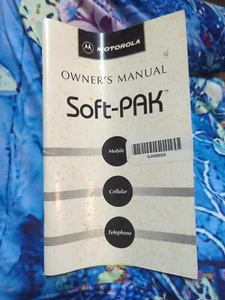 MOTOROLA
OWNER'S MANUAL
Soft-PAK™
Mobile
Cellular
Telephone